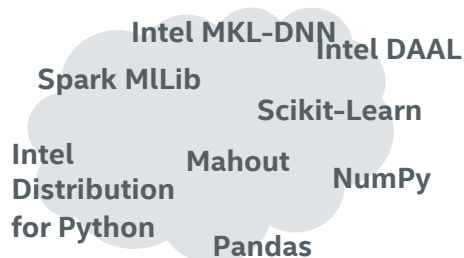 Intel MKL-DNN
Intel DAAL
Spark MlLib
Scikit-Learn
Intel
Distribution
for Python
Mahout
NumPy
Pandas